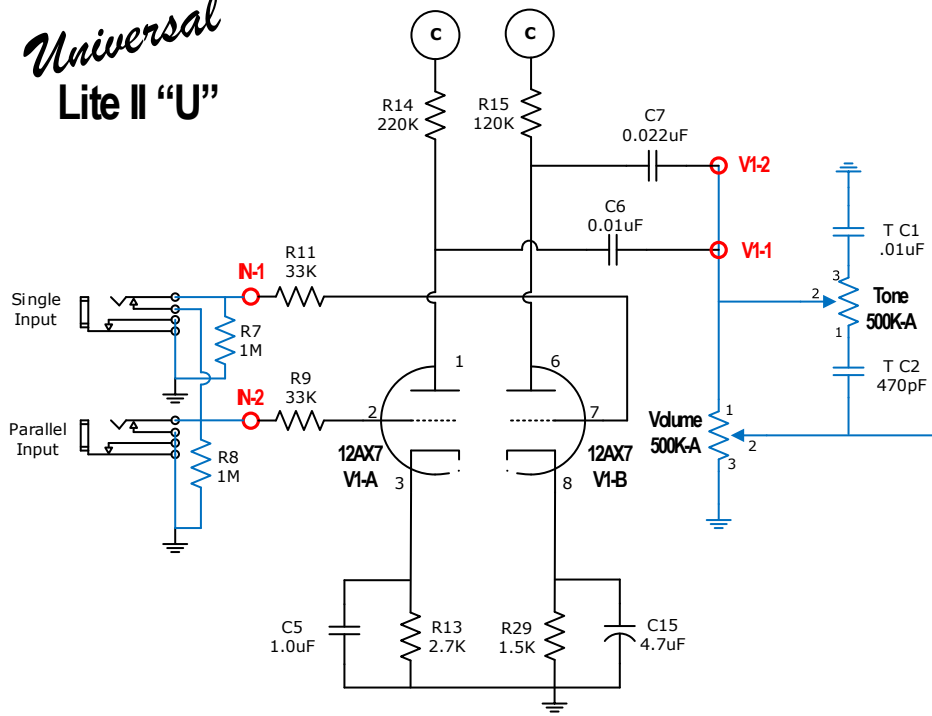 Universal
Lite II “U”
C
C
R14
220K
R15
120K
C7
0.022uF
V1-2
C6
0.01uF
V1-1
T C1
.01uF
3
2
Tone
500K-A
1
T C2
470pF
IN-1
R11
33K
Single
Input
R7
1M
IN-2
R9
33K
Parallel
Input
R8
1M
1
6
2
7
12AX7
V1-A
12AX7
V1-B
3
8
Volume
500K-A
1
2
3
C5
1.0uF
R13
2.7K
R29
1.5K
C15
4.7uF